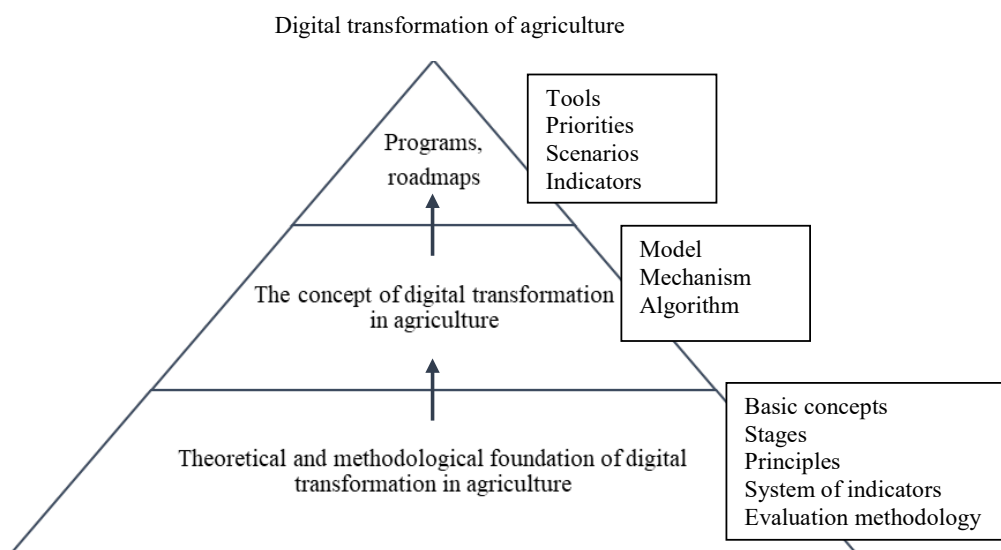 Digital transformation of agriculture
Programs,
roadmaps
Tools
Priorities
Scenarios
Indicators
The concept of digital transformation
in agriculture
Model
Mechanism
Algorithm
Theoretical and methodological foundation of digital
transformation in agriculture
Basic concepts
Stages
Principles
System of indicators
Evaluation methodology